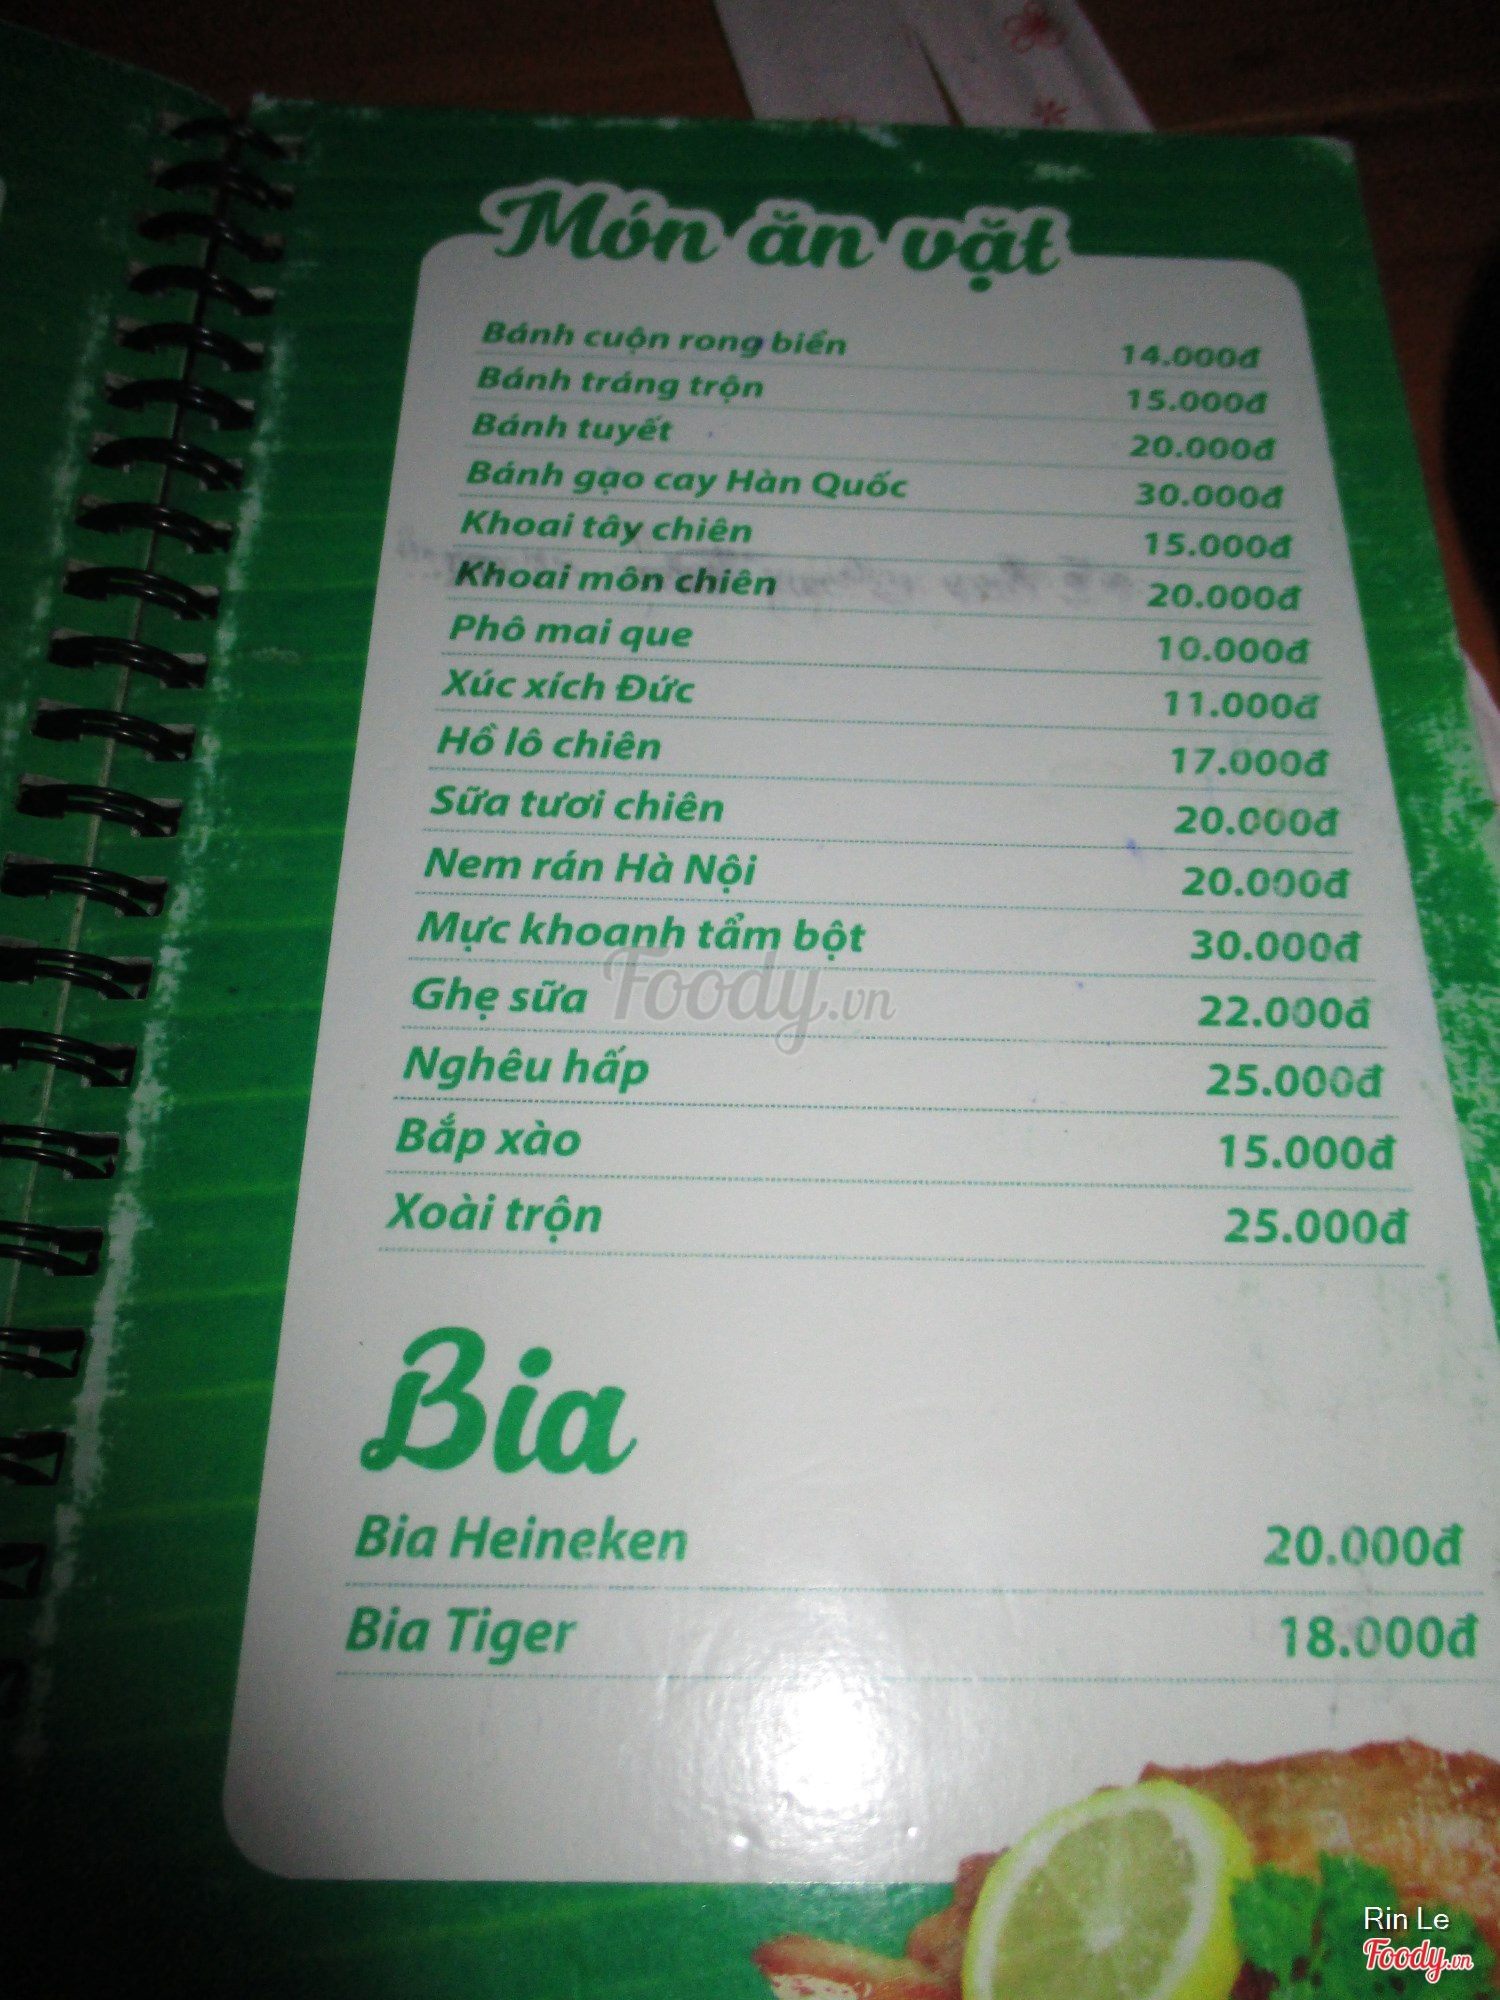 Món ăn vặt
Bánh cuộn rong biển 14.000đ
Bánh tráng trộn 15.000đ
Bánh tuyết 20.000đ
Bánh gạo cay Hàn Quốc 30.000đ
Khoai tây chiên 15.000đ
Khoai môn chiên 20.000đ
Phô mai que 10.000đ
Xúc xích Đức 11.000đ
Hồ lô chiên 17.000đ
Sữa tươi chiên 20.000đ
Nem rán Hà Nội 20.000đ
Mực khoanh tẩm bột 30.000đ
Ghẹ sữa 22.000đ
Foody.vn
Nghêu hấp 25.000đ
Bắp xào 15.000đ
Xoài trộn 25.000đ
Bia
Bia Heineken 20.000đ
Bia Tiger 18.000đ
Rin Le
Foody.vn